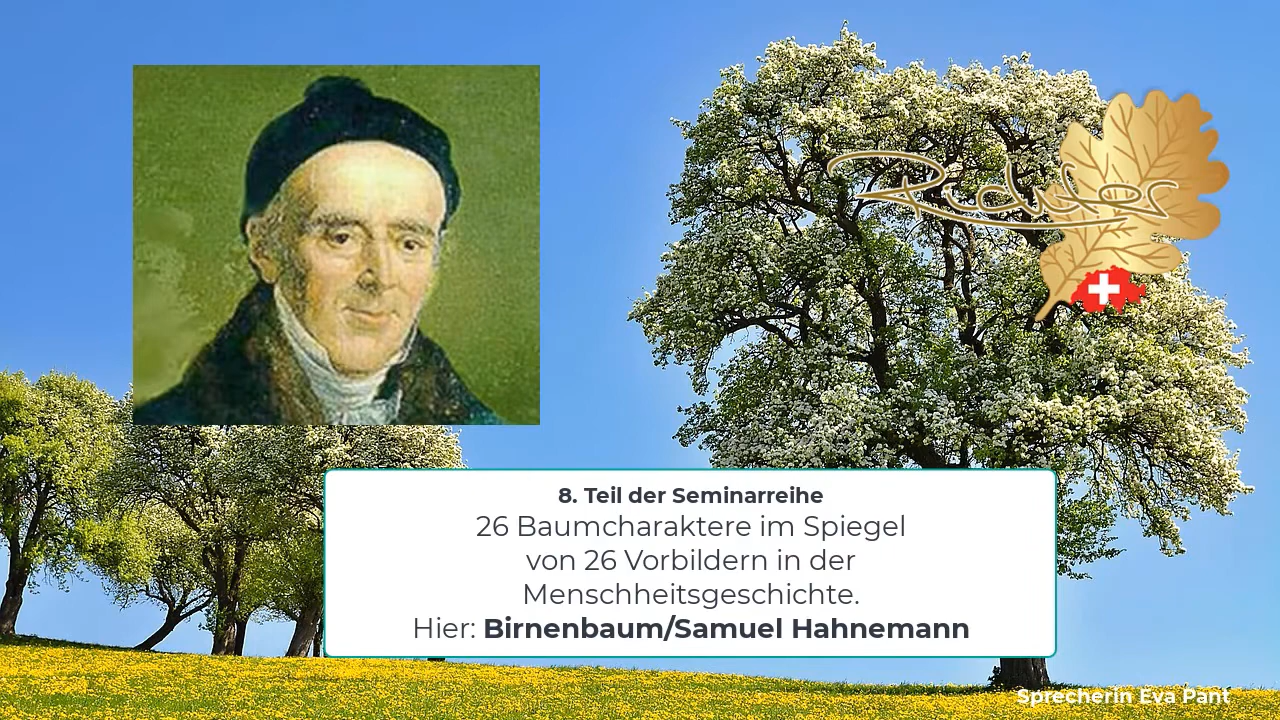 Richter
8. Teil der Seminarreihe
26 Baumcharaktere im Spiegel
von 26 Vorbildern in der
Menschheitsgeschichte.
Hier: Birnenbaum/Samuel Hahnemann
Sprecherin Eva Pant